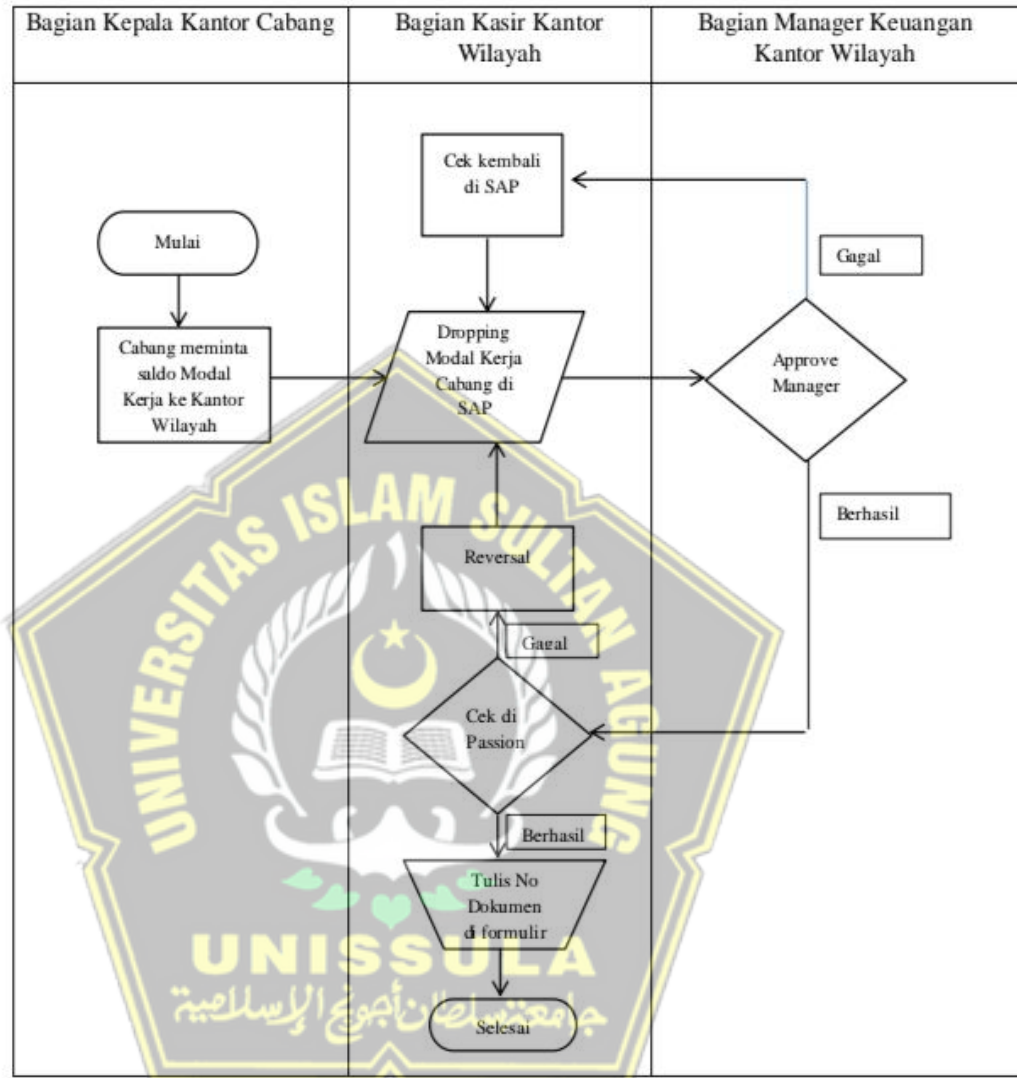 Bagian Kepala Kantor Cabang
Bagian Kasir Kantor
Wilayah
Bagian Manager Keuangan
Kantor Wilayah
Cek kembali
di SAP
Mulai
Gagal
Cabang meminta
saldo Modal
Kerja ke Kantor
Wilayah
Dropping
Modal Kerja
Cabang di
SAP
Approve
Manager
Berhasil
Reversal
Gagal
Cek di
Passion
Berhasil
Tulis No
Dokumen
di formulir
Selesai
UNIVERSITAS ISLAM SULTAN AGUNG
UNISSULA
جامعة سلطان أجونج الإسلامية